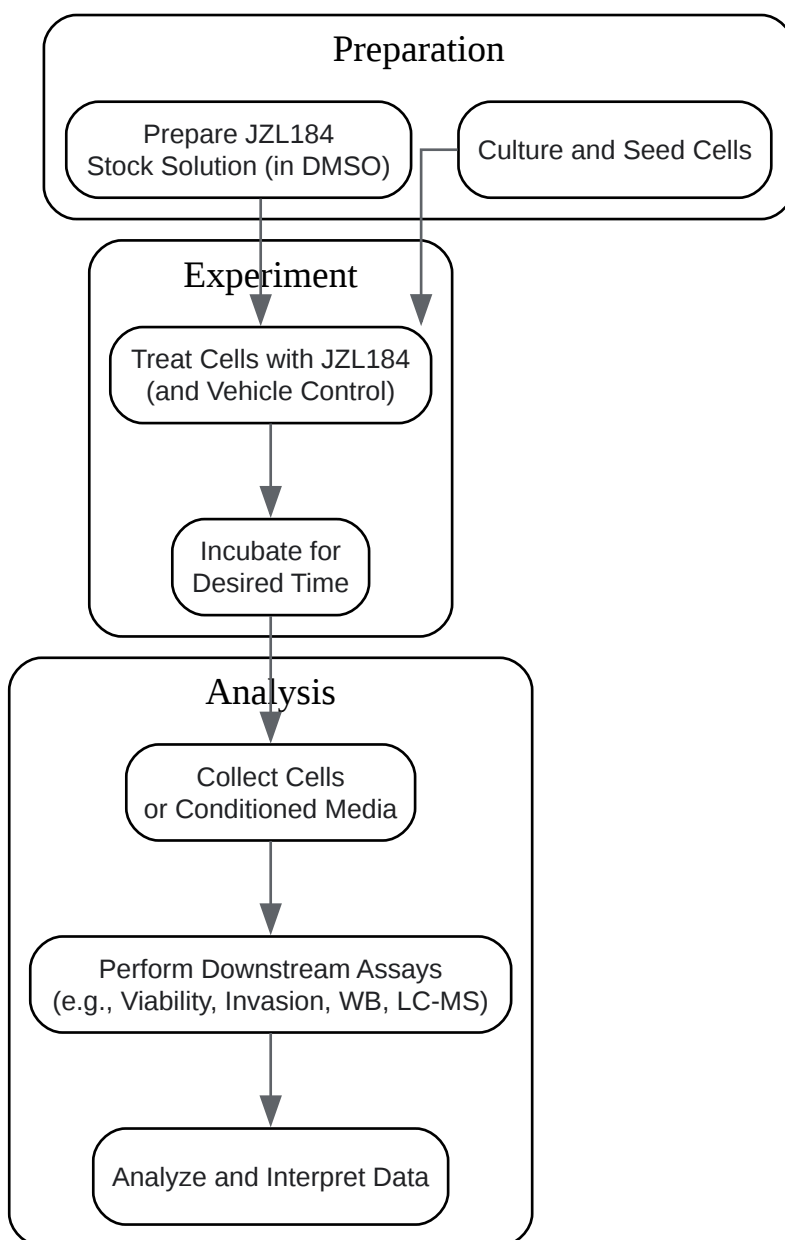 Preparation
Prepare JZL184
Stock Solution (in DMSO)
Culture and Seed Cells
Experiment
Treat Cells with JZL184
(and Vehicle Control)
Incubate for
Desired Time
Analysis
Collect Cells
or Conditioned Media
Perform Downstream Assays
(e.g., Viability, Invasion, WB, LC-MS)
Analyze and Interpret Data